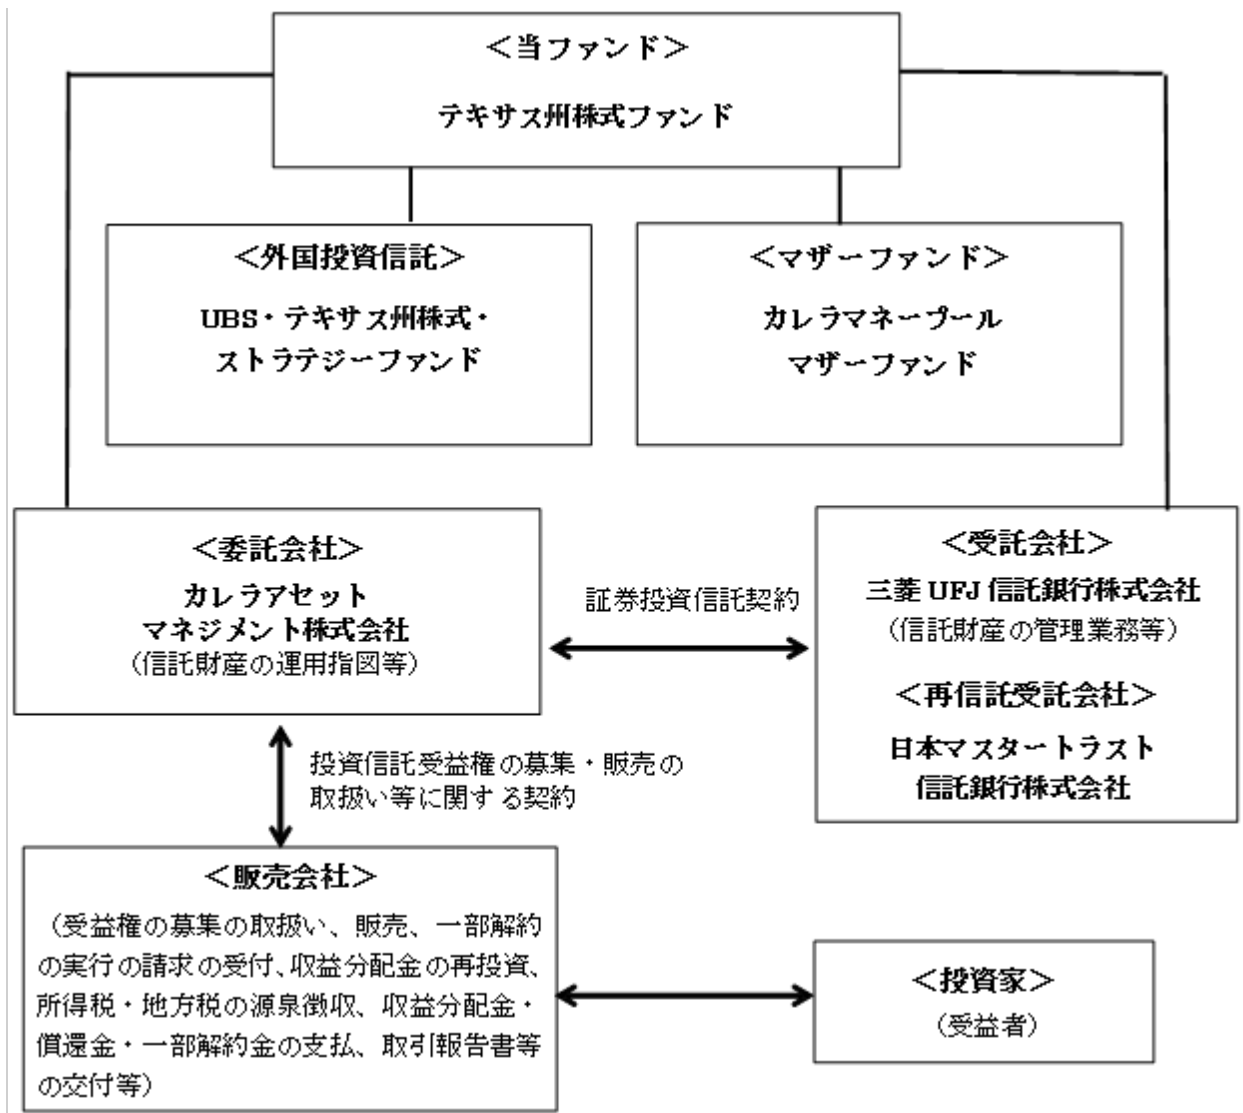 ＜当ファンド＞
テキサス州株式ファンド
＜外国投資信託＞
UBS・テキサス州株式・
ストラテジーファンド
＜マザーファンド＞
カレラマネープール
マザーファンド
＜委託会社＞
カレラアセット
マネジメント株式会社
（信託財産の運用指図等）
証券投資信託契約
＜受託会社＞
三菱 UFJ 信託銀行株式会社
（信託財産の管理業務等）
＜再信託受託会社＞
日本マスタートラスト
信託銀行株式会社
投資信託受益権の募集・販売の
取扱い等に関する契約
＜販売会社＞
（受益権の募集の取扱い、販売、一部解約
の実行の請求の受付、収益分配金の再投資、
所得税・地方税の源泉徴収、収益分配金・
償還金・一部解約金の支払、取引報告書等
の交付等）
＜投資家＞
（受益者）